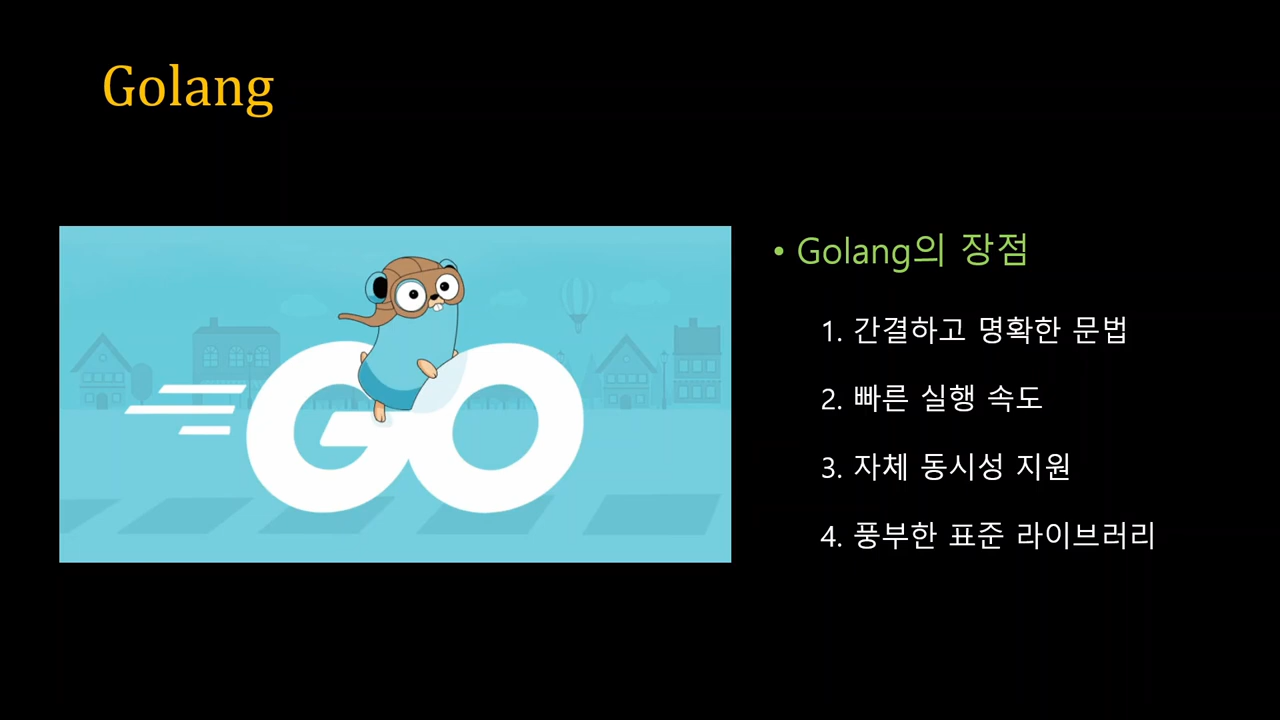 Golang
GO
• Golang의 장점
1. 간결하고 명확한 문법
2. 빠른 실행 속도
3. 자체 동시성 지원
4. 풍부한 표준 라이브러리